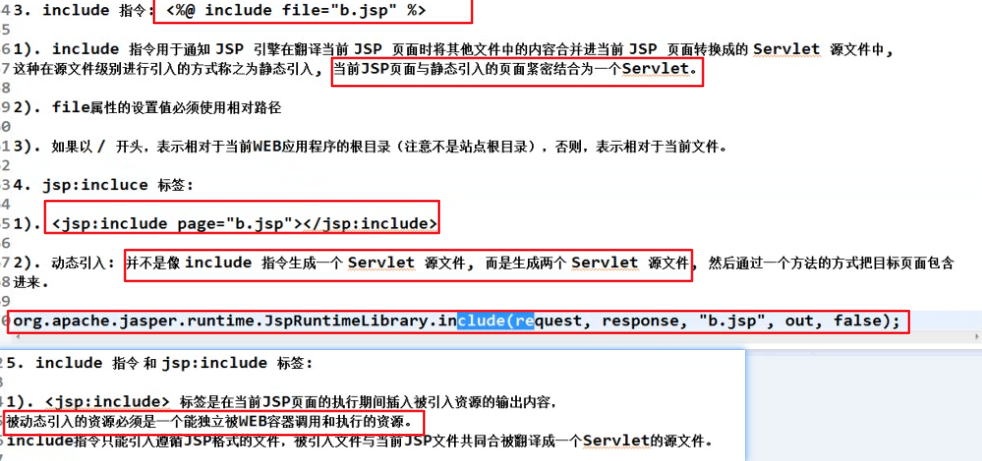 43. include 指令: <%@ include file="b.jsp" %>
5
61). include 指令用于通知 JSP 引擎在翻译当前 JSP 页面时将其他文件中的内容合并进当前 JSP 页面转换成的 Servlet 源文件中,
7这种在源文件级别进行引入的方式称之为静态引入, 当前JSP页面与静态引入的页面紧密结合为一个Servlet。
8
92). file属性的设置值必须使用相对路径
0
13). 如果以 / 开头，表示相对于当前WEB应用程序的根目录（注意不是站点根目录），否则，表示相对于当前文件。
2
34. jsp:incluce 标签:
4
51). <jsp:include page="b.jsp"></jsp:include>
6
72). 动态引入: 并不是像 include 指令生成一个 Servlet 源文件, 而是生成两个 Servlet 源文件, 然后通过一个方法的方式把目标页面包含
8进来.
9
0org.apache.jasper.runtime.JspRuntimeLibrary.include(request, response, "b.jsp", out, false);
25. include 指令 和 jsp:include 标签:
3
41). <jsp:include> 标签是在当前JSP页面的执行期间插入被引入资源的输出内容,
被动态引入的资源必须是一个能独立被WEB容器调用和执行的资源。
include指令只能引入遵循JSP格式的文件，被引入文件与当前JSP文件共同合被翻译成一个Servlet的源文件。